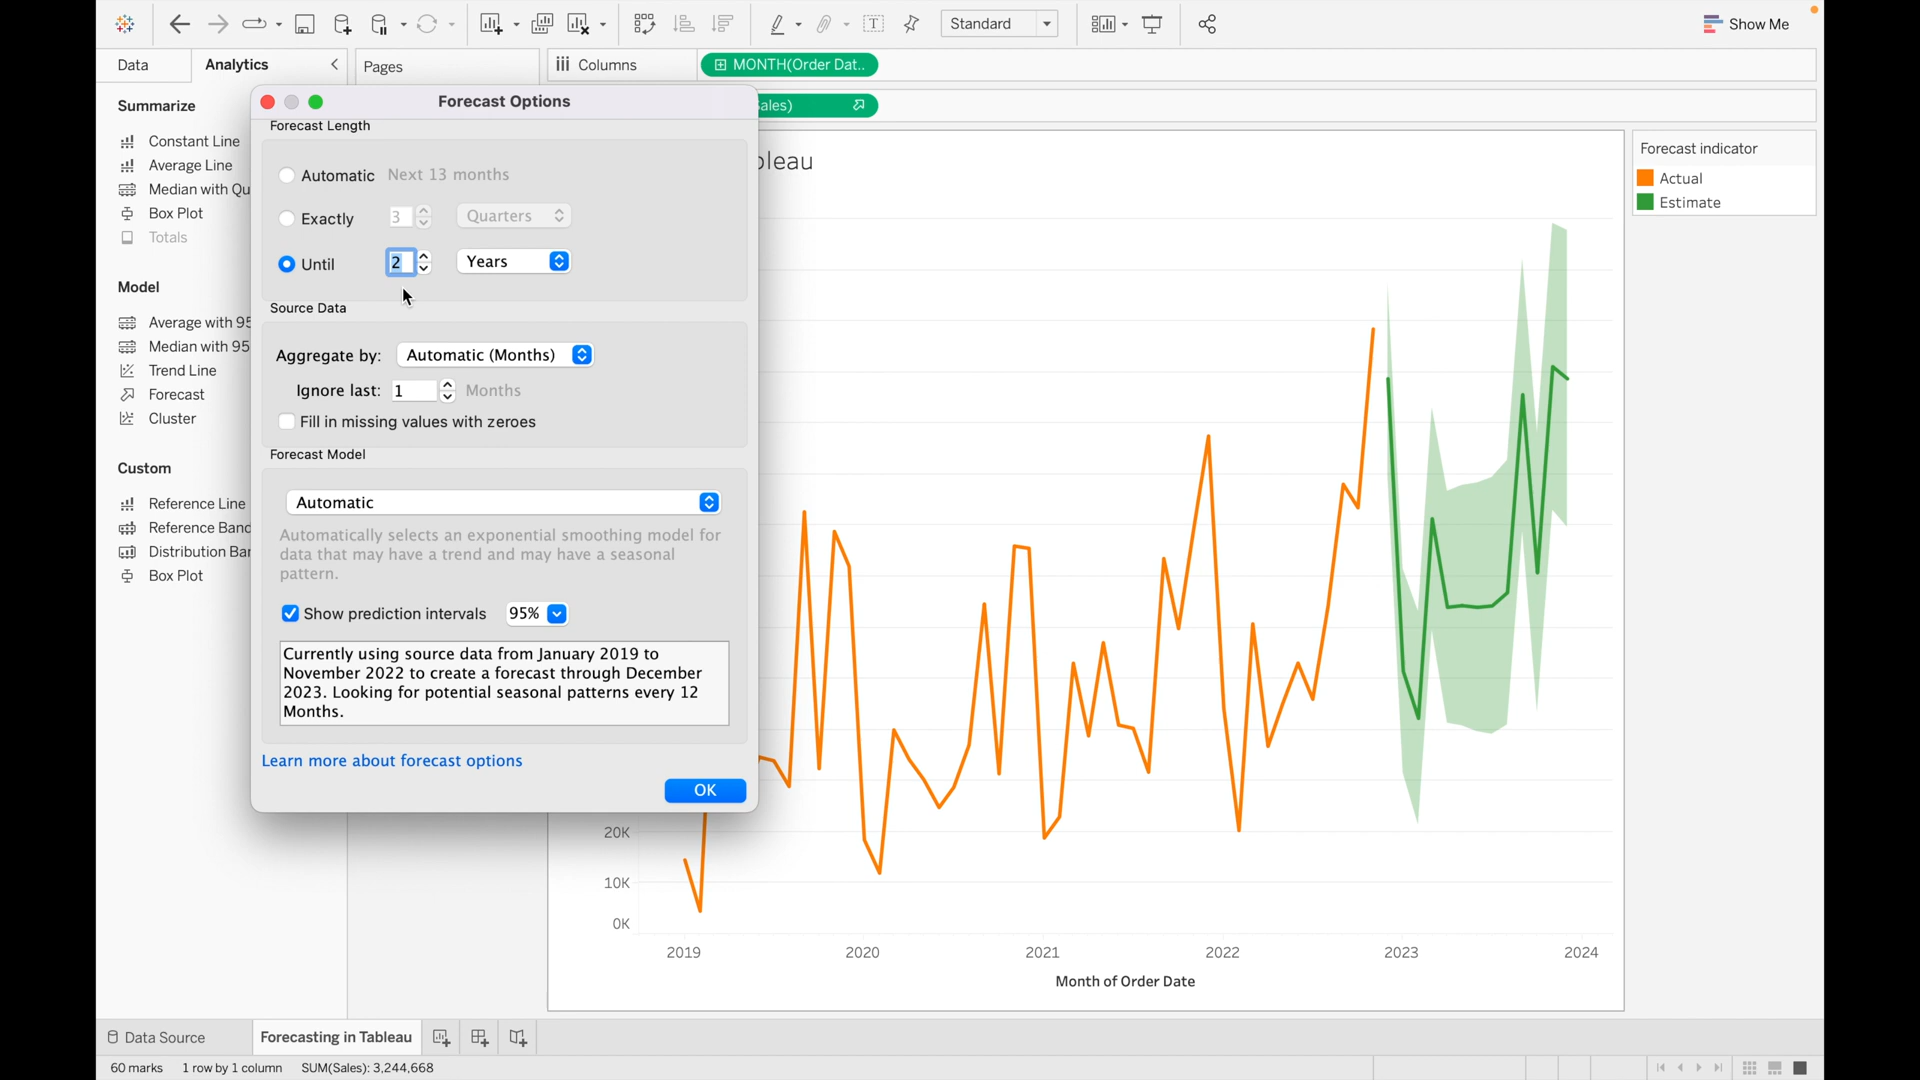 Standard
Show Me
Data
Analytics
Pages
Columns
MONTH(Order Dat..
ales)
Summarize
Constant Line
Average Line
Median with Qu
Box Plot
Totals
Model
Average with 95
Median with 95
Trend Line
Forecast
Cluster
Custom
Reference Line
Reference Band
Distribution Ban
Box Plot
Forecast Options
Forecast Length
Automatic Next 13 months
Exactly 3 Quarters
Until 2 Years
Source Data
Aggregate by: Automatic (Months)
Ignore last: 1 Months
Fill in missing values with zeroes
Forecast Model
Automatic
Automatically selects an exponential smoothing model for
data that may have a trend and may have a seasonal
pattern.
Show prediction intervals 95%
Currently using source data from January 2019 to
November 2022 to create a forecast through December
2023. Looking for potential seasonal patterns every 12
Months.
Learn more about forecast options
OK
bleau
20K
10K
0K
2019 2020 2021 2022 2023 2024
Month of Order Date
Forecast indicator
Actual
Estimate
Data Source
Forecasting in Tableau
60 marks 1 row by 1 column SUM(Sales): 3,244,668